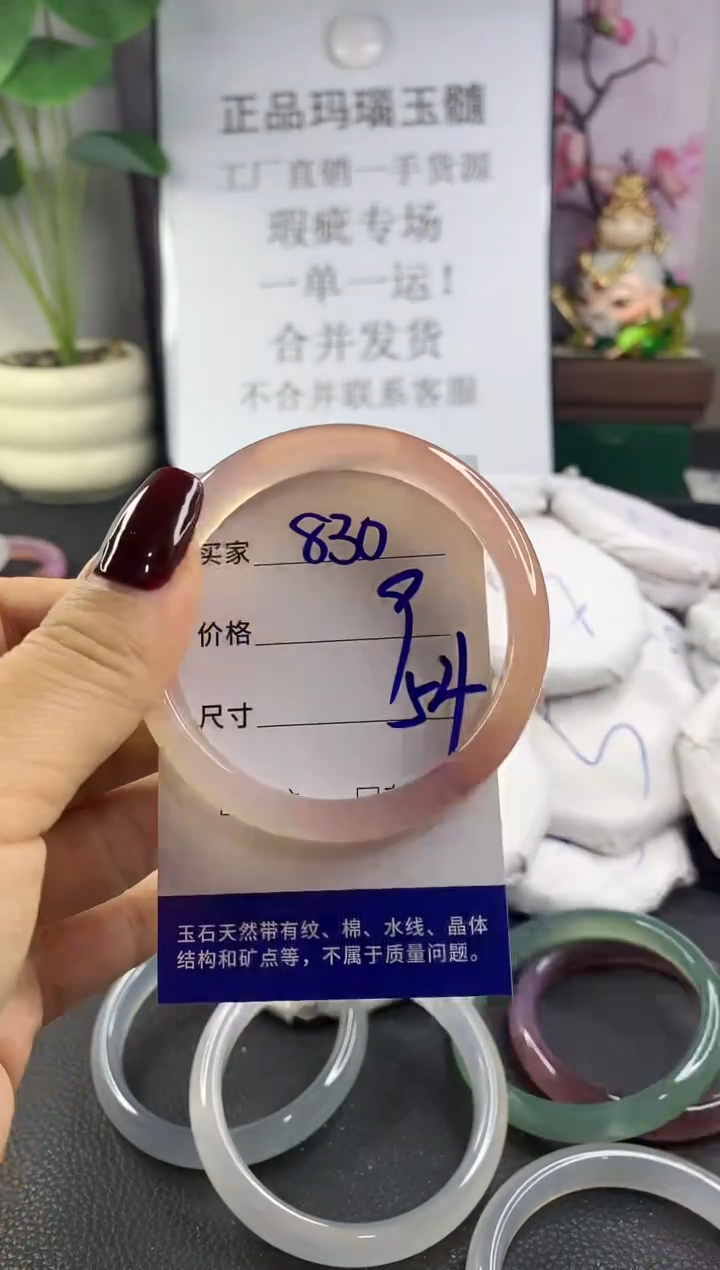 正品玛瑙玉髓
工厂直销一手货源
瑕疵专场
一单一运！
合并发货
不合并联系客服
买家 830
价格 9
尺寸 54
玉石天然带有纹、棉、水线、晶体
结构和矿点等，不属于质量问题。
5